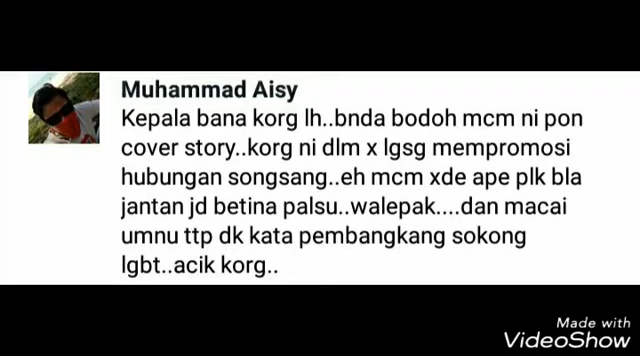 Muhammad Aisy
Kepala bana korg lh..bnda bodoh mcm ni pon
cover story..korg ni dlm x lgsg mempromosi
hubungan songsang..eh mcm xde ape plk bla
jantan jd betina palsu..walepak....dan macai
umnu ttp dk kata pembangkang sokong
lgbt..acik korg..
Made with
VideoShow